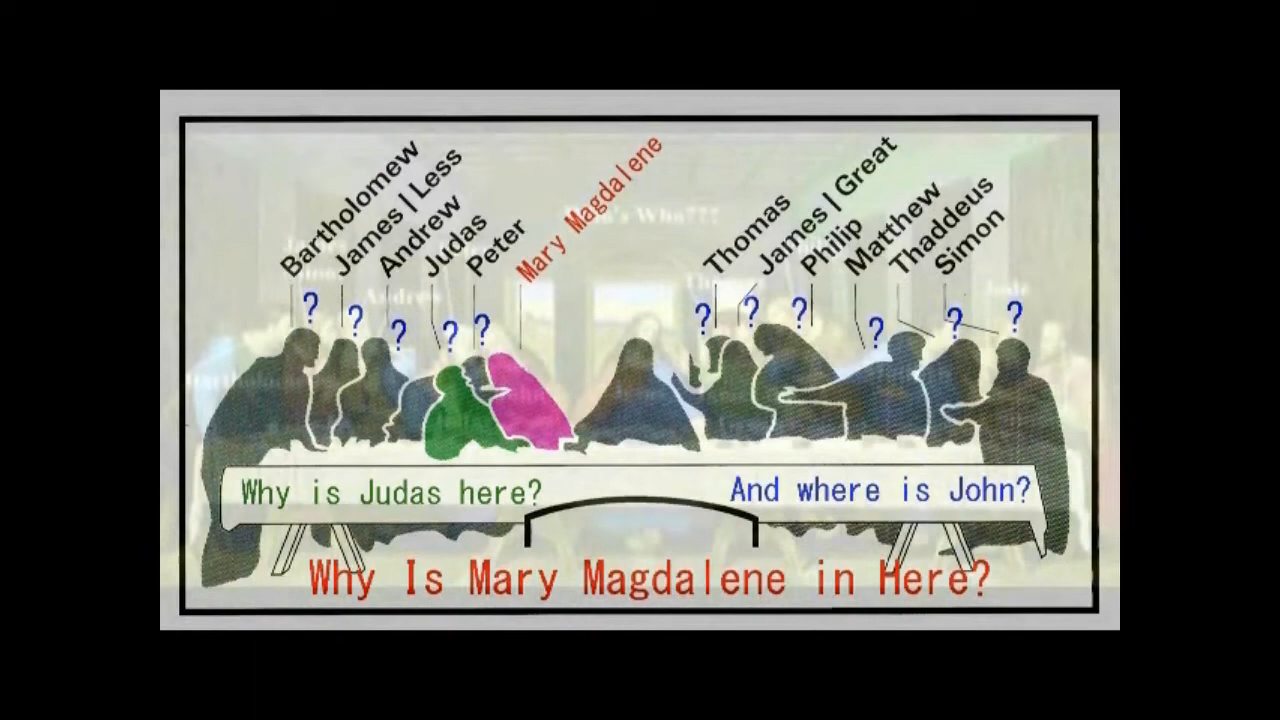 Bartholomew
James | Less
Andrew
Judas
Peter
Mary Magdalene
Thomas
James | Great
Philip
Matthew
Thaddeus
Simon
? ? ? ? ? ? ? ? ? ? ?
Why is Judas here?
And where is John?
Why Is Mary Magdalene in Here?